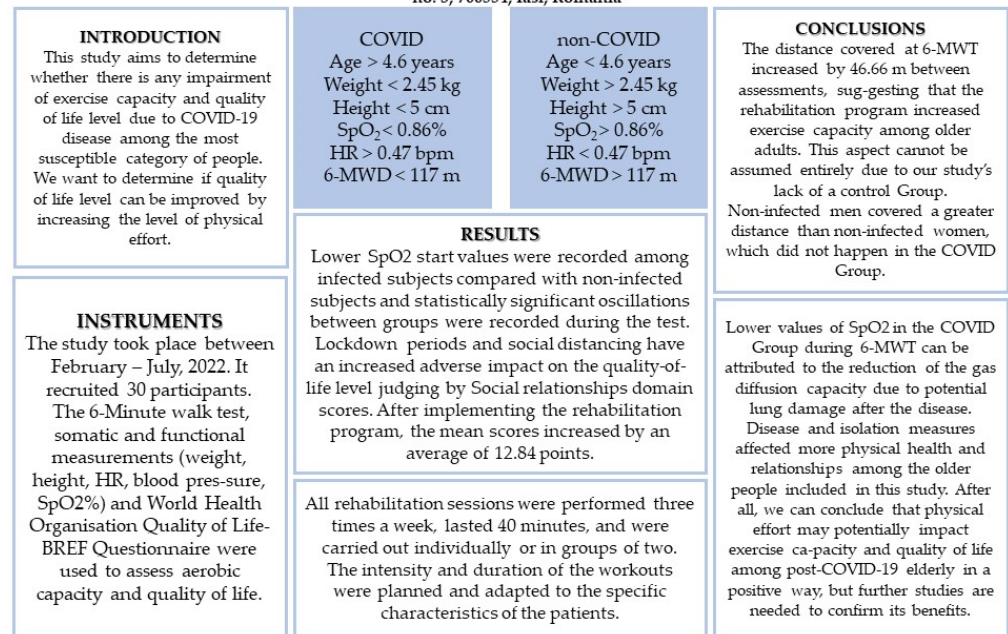 no. 3, 700554, Iasi, Romania
INTRODUCTION
This study aims to determine
whether there is any impairment
of exercise capacity and quality
of life level due to COVID-19
disease among the most
susceptible category of people.
We want to determine if quality
of life level can be improved by
increasing the level of physical
effort.
INSTRUMENTS
The study took place between
February – July, 2022. It
recruited 30 participants.
The 6-Minute walk test,
somatic and functional
measurements (weight,
height, HR, blood pres-sure,
SpO2%) and World Health
Organisation Quality of Life-
BREF Questionnaire were
used to assess aerobic
capacity and quality of life.
COVID
Age > 4.6 years
Weight < 2.45 kg
Height < 5 cm
SpO₂ < 0.86%
HR > 0.47 bpm
6-MWD < 117 m
non-COVID
Age < 4.6 years
Weight > 2.45 kg
Height > 5 cm
SpO₂ > 0.86%
HR < 0.47 bpm
6-MWD > 117 m
RESULTS
Lower SpO2 start values were recorded among
infected subjects compared with non-infected
subjects and statistically significant oscillations
between groups were recorded during the test.
Lockdown periods and social distancing have
an increased adverse impact on the quality-of-
life level judging by Social relationships domain
scores. After implementing the rehabilitation
program, the mean scores increased by an
average of 12.84 points.
All rehabilitation sessions were performed three
times a week, lasted 40 minutes, and were
carried out individually or in groups of two.
The intensity and duration of the workouts
were planned and adapted to the specific
characteristics of the patients.
CONCLUSIONS
The distance covered at 6-MWT
increased by 46.66 m between
assessments, sug-gesting that the
rehabilitation program increased
exercise capacity among older
adults. This aspect cannot be
assumed entirely due to our study's
lack of a control Group.
Non-infected men covered a greater
distance than non-infected women,
which did not happen in the COVID
Group.
Lower values of SpO2 in the COVID
Group during 6-MWT can be
attributed to the reduction of the gas
diffusion capacity due to potential
lung damage after the disease.
Disease and isolation measures
affected more physical health and
relationships among the older
people included in this study. After
all, we can conclude that physical
effort may potentially impact
exercise ca-pacity and quality of life
among post-COVID-19 elderly in a
positive way, but further studies are
needed to confirm its benefits.